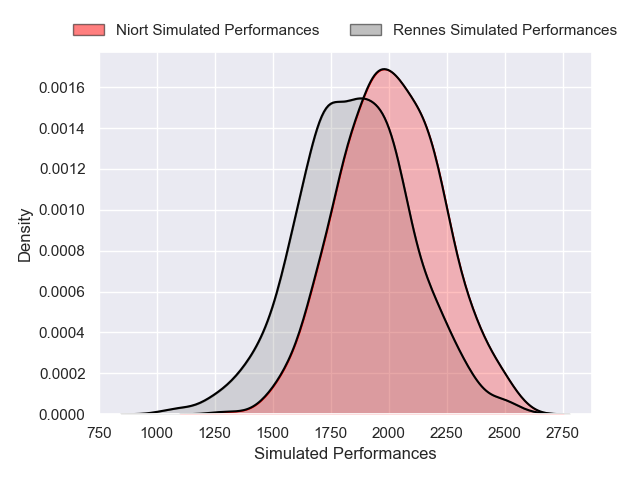 Niort Simulated Performances Rennes Simulated Performances
0.0016
0.0014
0.0012
0.0010
0.0008
0.0006
0.0004
0.0002
0.0000
Density
750 1000 1250 1500 1750 2000 2250 2500 2750
Simulated Performances